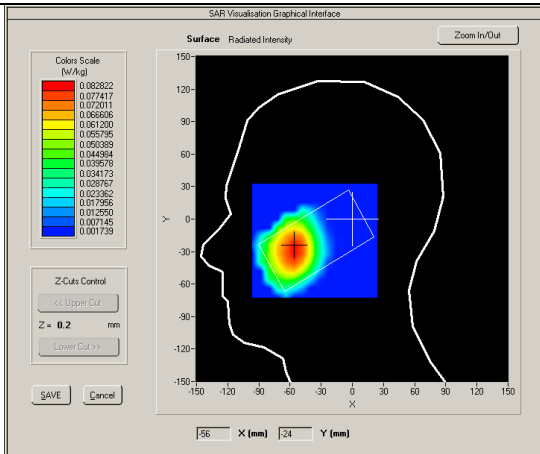 SAR Visualisation Graphical Interface
Surface Radiated Intensity
Zoom In/Out
Colors Scale
(W/kg)
0.082822
0.077417
0.072011
0.066606
0.061200
0.055795
0.050389
0.044984
0.039578
0.034173
0.028767
0.023362
0.017956
0.012550
0.007145
0.001739
Z-Cuts Control
<< Upper Cut
Z = 0.2 mm
Lower Cut >>
SAVE Cancel
150
120
90
60
30
0
-30
-60
-90
-120
-150
Y
-150 -120 -90 -60 -30 0 30 60 90 120 150
X
-56 X (mm) -24 Y (mm)